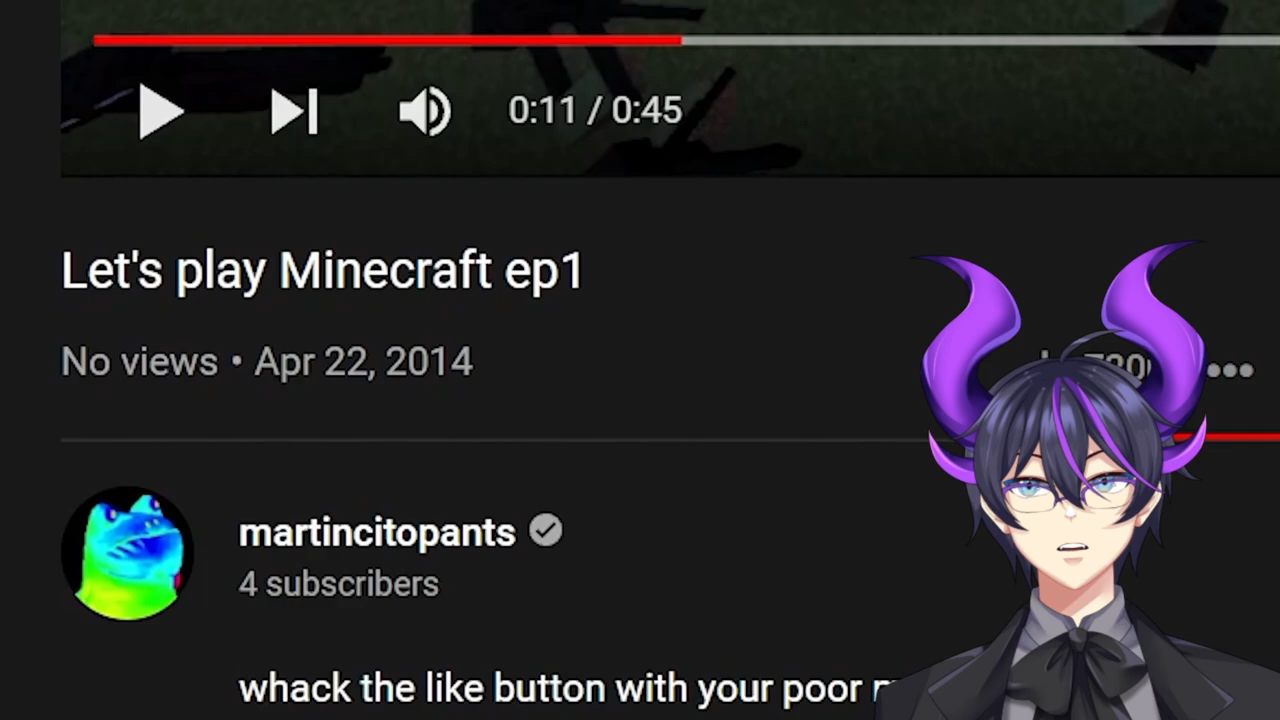 0:11 / 0:45
Let's play Minecraft ep1
No views • Apr 22, 2014
martincitopants
4 subscribers
whack the like button with your poor